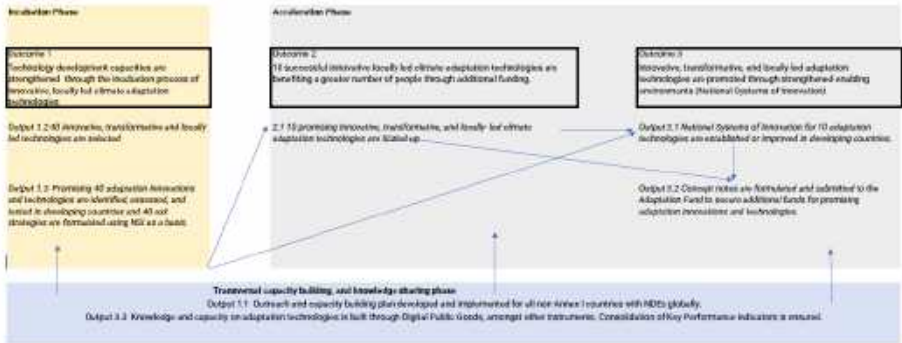 Incubation Phase
Acceleration Phase
Outcome 1
Technology development capacities are
strengthened through the incubation process of
innovative, locally led climate adaptation
technologies
Outcome 2
10 successful innovative locally led climate adaptation technologies are
benefiting a greater number of people through additional funding.
Outcome 3
Innovative, transformative, and locally led adaptation
technologies are promoted through strengthened enabling
environments (National Systems of Innovation)
Output 1.2 40 innovative, transformative and locally
led technologies are selected
Output 1.3 Promising 40 adaptation innovations
and technologies are identified, assessed, and
tested in developing countries and 40 exit
strategies are formulated using NSI as a basis
2.1 10 promising innovative, transformative, and locally led climate
adaptation technologies are scaled up
Output 3.1 National Systems of Innovation for 10 adaptation
technologies are established or improved in developing countries.
Output 3.2 Concept notes are formulated and submitted to the
Adaptation Fund to secure additional funds for promising
adaptation innovations and technologies.
Transversal capacity building, and knowledge sharing phase
Output 1.1 Outreach and capacity building plan developed and implemented for all non Annex I countries with NDEs globally.
Output 3.3 Knowledge and capacity on adaptation technologies is built through Digital Public Goods, amongst other instruments. Consolidation of Key Performance Indicators is ensured.